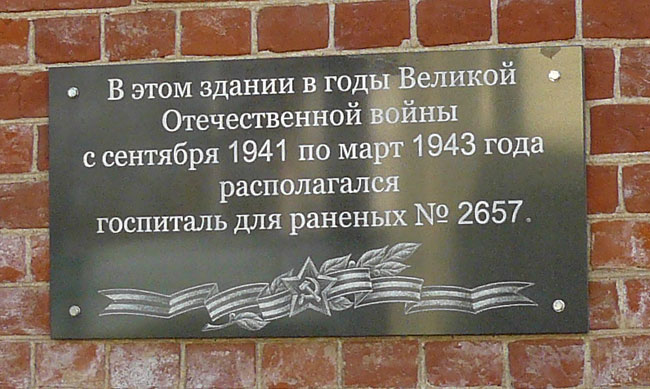 В этом здании в годы Великой
Отечественной войны
с сентября 1941 по март 1943 года
располагался
госпиталь для раненых № 2657.